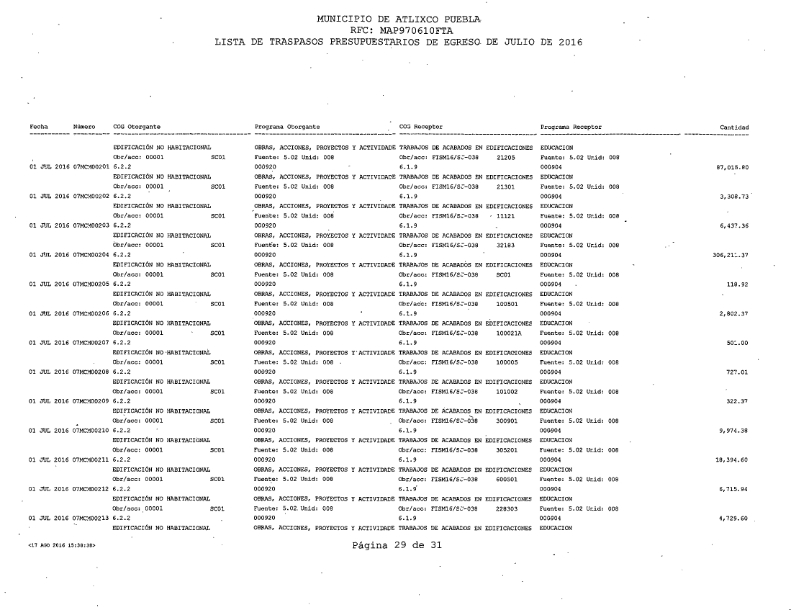 MUNICIPIO DE ATLIXCO PUEBLA
RFC: MAP970610FTA
LISTA DE TRASPASOS PRESUPUESTARIOS DE EGRESO DE JULIO DE 2016
Fecha Número COG Otorgante Programa Otorgante COG Receptor Programa Receptor Cantidad
EDIFICACIÓN NO HABITACIONAL OBRAS, ACCIONES, PROYECTOS Y ACTIVIDADE TRABAJOS DE ACABADOS EN EDIFICACIONES EDUCACION
Obr/acc: 00001 SC01 Fuente: 5.02 Unid: 008 Obr/acc: FISM16/SJ-038 21205 Fuente: 5.02 Unid: 008
01 JUL 2016 07MCMD0201 6.2.2 000920 6.1.9 000904 87,015.80
EDIFICACIÓN NO HABITACIONAL OBRAS, ACCIONES, PROYECTOS Y ACTIVIDADE TRABAJOS DE ACABADOS EN EDIFICACIONES EDUCACION
Obr/acc: 00001 SC01 Fuente: 5.02 Unid: 008 Obr/acc: FISM16/SJ-038 21301 Fuente: 5.02 Unid: 008
01 JUL 2016 07MCMD0202 6.2.2 000920 6.1.9 000904 3,308.73
EDIFICACIÓN NO HABITACIONAL OBRAS, ACCIONES, PROYECTOS Y ACTIVIDADE TRABAJOS DE ACABADOS EN EDIFICACIONES EDUCACION
Obr/acc: 00001 SC01 Fuente: 5.02 Unid: 008 Obr/acc: FISM16/SJ-038 11121 Fuente: 5.02 Unid: 008
01 JUL 2016 07MCMD0203 6.2.2 000920 6.1.9 000904 6,437.36
EDIFICACIÓN NO HABITACIONAL OBRAS, ACCIONES, PROYECTOS Y ACTIVIDADE TRABAJOS DE ACABADOS EN EDIFICACIONES EDUCACION
Obr/acc: 00001 SC01 Fuente: 5.02 Unid: 008 Obr/acc: FISM16/SJ-038 32183 Fuente: 5.02 Unid: 008
01 JUL 2016 07MCMD0204 6.2.2 000920 6.1.9 000904 306,211.37
EDIFICACIÓN NO HABITACIONAL OBRAS, ACCIONES, PROYECTOS Y ACTIVIDADE TRABAJOS DE ACABADOS EN EDIFICACIONES EDUCACION
Obr/acc: 00001 SC01 Fuente: 5.02 Unid: 008 Obr/acc: FISM16/SJ-038 SC01 Fuente: 5.02 Unid: 008
01 JUL 2016 07MCMD0205 6.2.2 000920 6.1.9 000904 118.92
EDIFICACIÓN NO HABITACIONAL OBRAS, ACCIONES, PROYECTOS Y ACTIVIDADE TRABAJOS DE ACABADOS EN EDIFICACIONES EDUCACION
Obr/acc: 00001 SC01 Fuente: 5.02 Unid: 008 Obr/acc: FISM16/SJ-038 100501 Fuente: 5.02 Unid: 008
01 JUL 2016 07MCMD0206 6.2.2 000920 6.1.9 000904 2,802.37
EDIFICACIÓN NO HABITACIONAL OBRAS, ACCIONES, PROYECTOS Y ACTIVIDADE TRABAJOS DE ACABADOS EN EDIFICACIONES EDUCACION
Obr/acc: 00001 SC01 Fuente: 5.02 Unid: 008 Obr/acc: FISM16/SJ-038 100021A Fuente: 5.02 Unid: 008
01 JUL 2016 07MCMD0207 6.2.2 000920 6.1.9 000904 501.00
EDIFICACIÓN NO HABITACIONAL OBRAS, ACCIONES, PROYECTOS Y ACTIVIDADE TRABAJOS DE ACABADOS EN EDIFICACIONES EDUCACION
Obr/acc: 00001 SC01 Fuente: 5.02 Unid: 008 Obr/acc: FISM16/SJ-038 100005 Fuente: 5.02 Unid: 008
01 JUL 2016 07MCMD0208 6.2.2 000920 6.1.9 000904 727.01
EDIFICACIÓN NO HABITACIONAL OBRAS, ACCIONES, PROYECTOS Y ACTIVIDADE TRABAJOS DE ACABADOS EN EDIFICACIONES EDUCACION
Obr/acc: 00001 SC01 Fuente: 5.02 Unid: 008 Obr/acc: FISM16/SJ-038 101002 Fuente: 5.02 Unid: 008
01 JUL 2016 07MCMD0209 6.2.2 000920 6.1.9 000904 322.37
EDIFICACIÓN NO HABITACIONAL OBRAS, ACCIONES, PROYECTOS Y ACTIVIDADE TRABAJOS DE ACABADOS EN EDIFICACIONES EDUCACION
Obr/acc: 00001 SC01 Fuente: 5.02 Unid: 008 Obr/acc: FISM16/SJ-038 300901 Fuente: 5.02 Unid: 008
01 JUL 2016 07MCMD0210 6.2.2 000920 6.1.9 000904 9,974.38
EDIFICACIÓN NO HABITACIONAL OBRAS, ACCIONES, PROYECTOS Y ACTIVIDADE TRABAJOS DE ACABADOS EN EDIFICACIONES EDUCACION
Obr/acc: 00001 SC01 Fuente: 5.02 Unid: 008 Obr/acc: FISM16/SJ-038 305201 Fuente: 5.02 Unid: 008
01 JUL 2016 07MCMD0211 6.2.2 000920 6.1.9 000904 18,394.60
EDIFICACIÓN NO HABITACIONAL OBRAS, ACCIONES, PROYECTOS Y ACTIVIDADE TRABAJOS DE ACABADOS EN EDIFICACIONES EDUCACION
Obr/acc: 00001 SC01 Fuente: 5.02 Unid: 008 Obr/acc: FISM16/SJ-038 600501 Fuente: 5.02 Unid: 008
01 JUL 2016 07MCMD0212 6.2.2 000920 6.1.9 000904 6,715.94
EDIFICACIÓN NO HABITACIONAL OBRAS, ACCIONES, PROYECTOS Y ACTIVIDADE TRABAJOS DE ACABADOS EN EDIFICACIONES EDUCACION
Obr/acc: 00001 SC01 Fuente: 5.02 Unid: 008 Obr/acc: FISM16/SJ-038 228303 Fuente: 5.02 Unid: 008
01 JUL 2016 07MCMD0213 6.2.2 000920 6.1.9 000904 4,729.60
EDIFICACIÓN NO HABITACIONAL OBRAS, ACCIONES, PROYECTOS Y ACTIVIDADE TRABAJOS DE ACABADOS EN EDIFICACIONES EDUCACION
<17 AGO 2016 15:38:38> Página 29 de 31